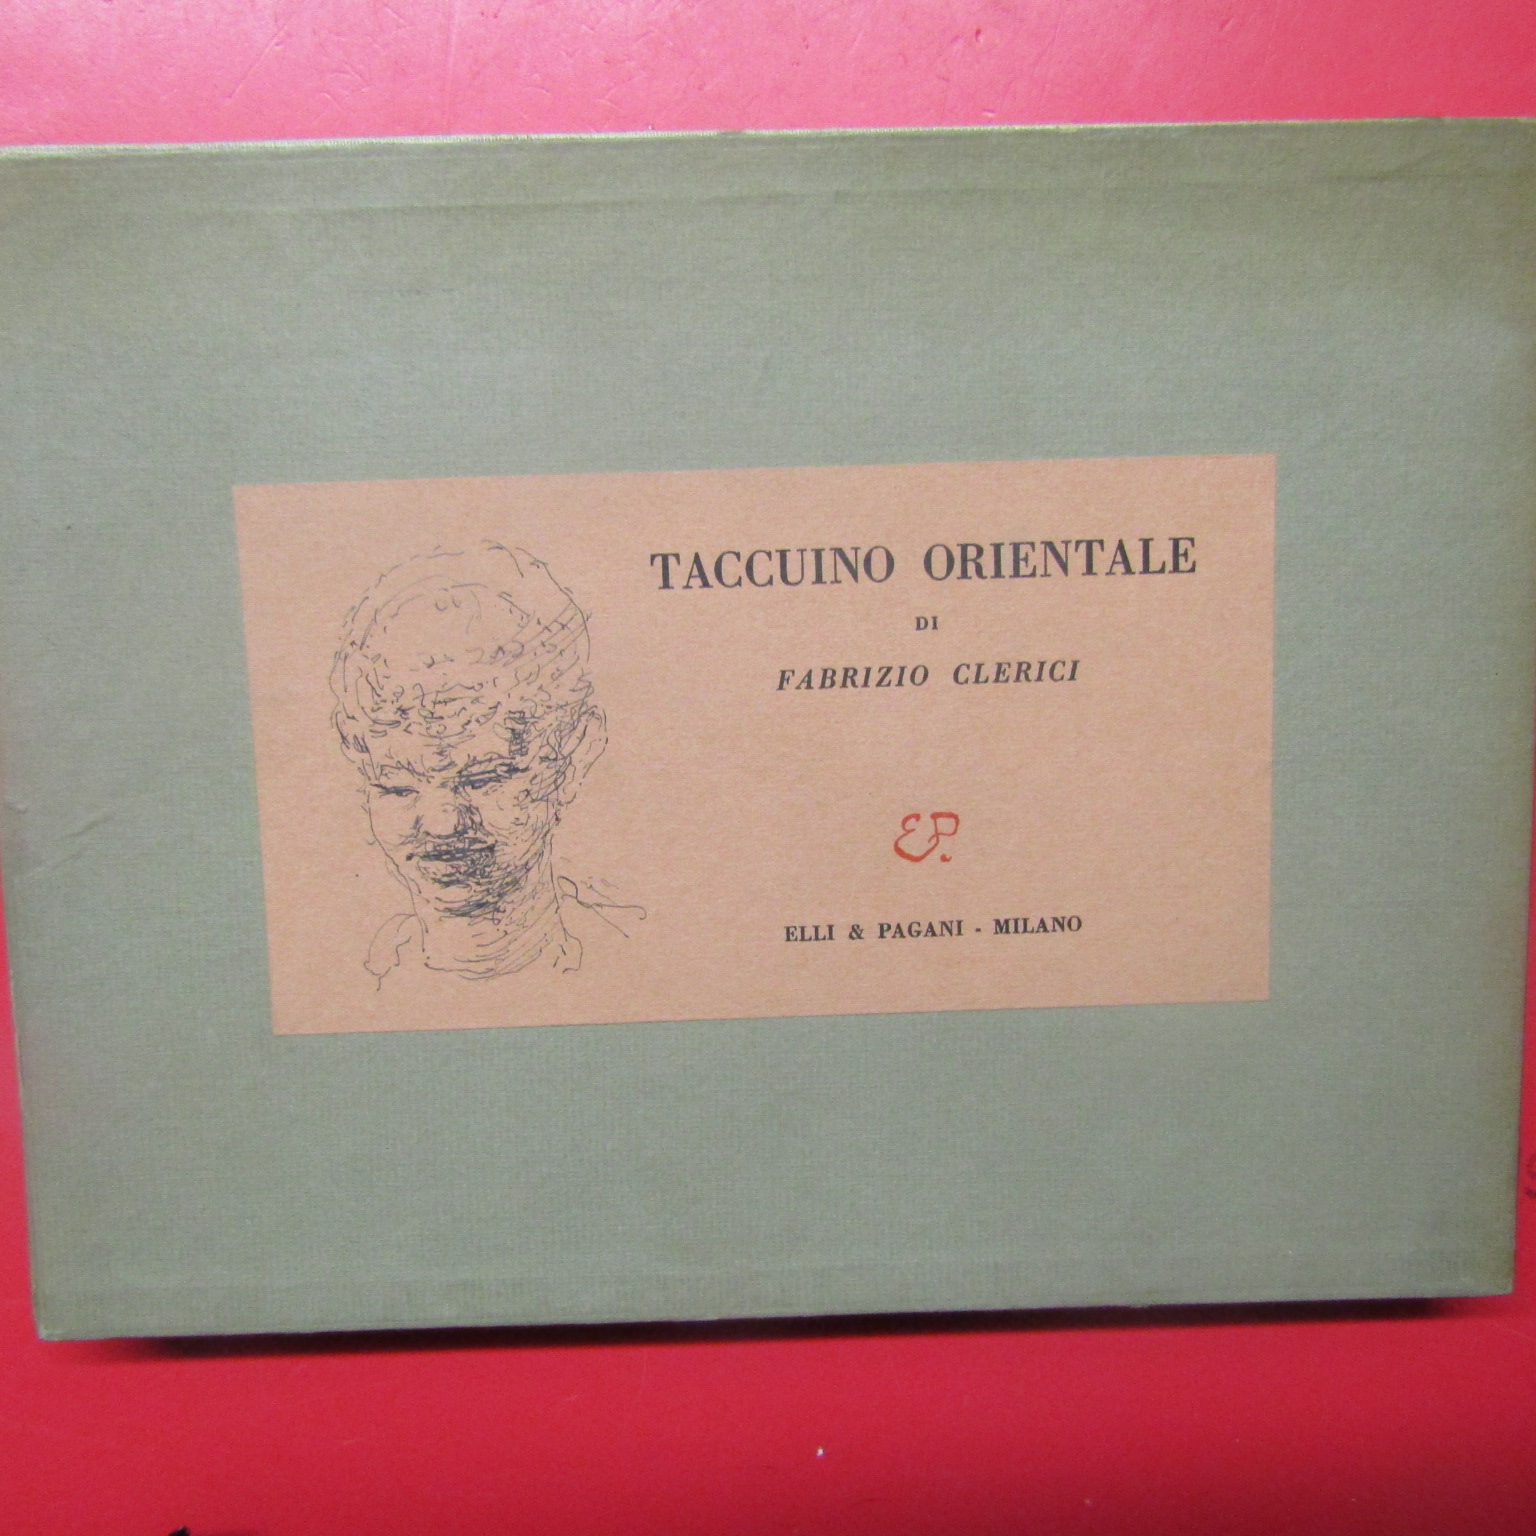 TACCUINO ORIENTALE
DI
FABRIZIO CLERICI
EP.
ELLI & PAGANI - MILANO